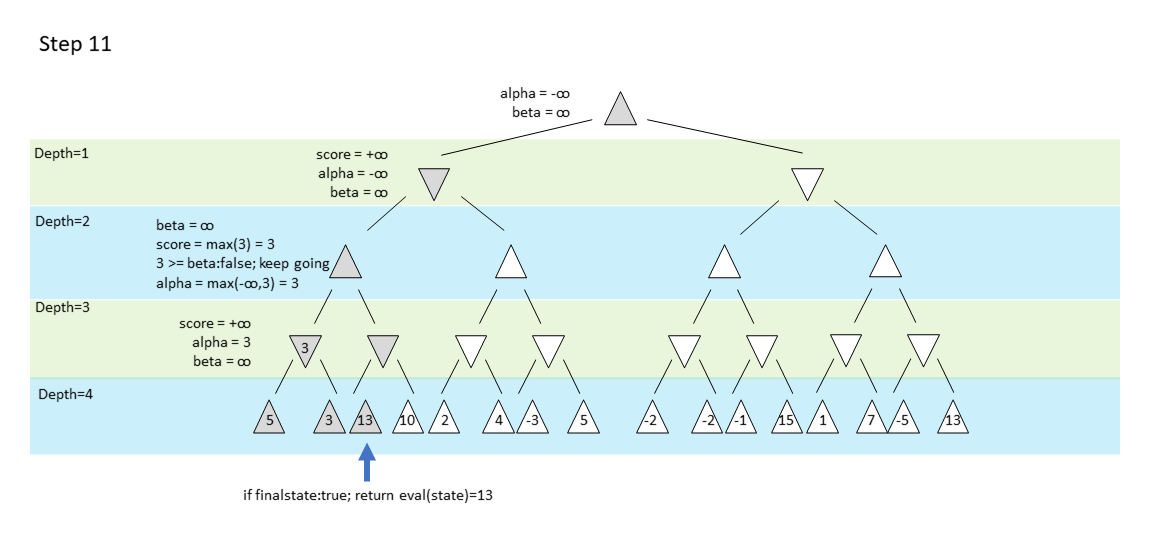 Step 11
alpha = -∞
beta = ∞
Depth=1
score = +∞
alpha = -∞
beta = ∞
Depth=2
beta = ∞
score = max(3) = 3
3 >= beta:false; keep going
alpha = max(-∞,3) = 3
Depth=3
score = +∞
alpha = 3
beta = ∞
3
Depth=4
5 3 13 10 2 4 -3 5 -2 -2 -1 15 1 7 -5 13
if finalstate:true; return eval(state)=13